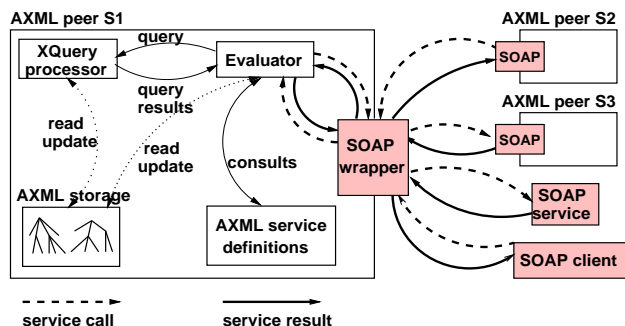 AXML peer S1
AXML peer S2
XQuery
processor
query
Evaluator
SOAP
query
results
AXML peer S3
read
update
read
update
consults
SOAP
wrapper
SOAP
AXML storage
AXML service
definitions
SOAP
service
SOAP client
service call
service result